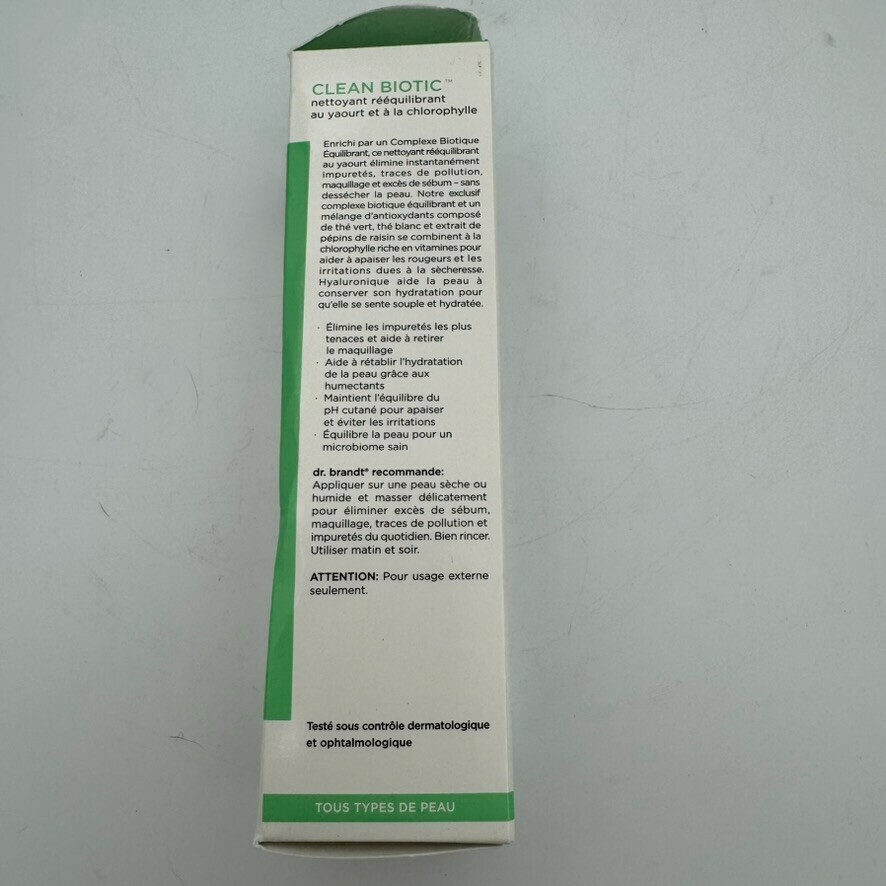 CLEAN BIOTIC™
nettoyant rééquilibrant
au yaourt et à la chlorophylle
Enrichi par un Complexe Biotique
Équilibrant, ce nettoyant rééquilibrant
au yaourt élimine instantanément
impuretés, traces de pollution,
maquillage et excès de sébum – sans
dessécher la peau. Notre exclusif
complexe biotique équilibrant et un
mélange d'antioxydants composé
de thé vert, thé blanc et extrait de
pépins de raisin se combinent à la
chlorophylle riche en vitamines pour
aider à apaiser les rougeurs et les
irritations dues à la sècheresse.
Hyaluronique aide la peau à
conserver son hydratation pour
qu'elle se sente souple et hydratée.
· Élimine les impuretés les plus
tenaces et aide à retirer
le maquillage
· Aide à rétablir l'hydratation
de la peau grâce aux
humectants
· Maintient l'équilibre du
pH cutané pour apaiser
et éviter les irritations
· Équilibre la peau pour un
microbiome sain
dr. brandt® recommande:
Appliquer sur une peau sèche ou
humide et masser délicatement
pour éliminer excès de sébum,
maquillage, traces de pollution et
impuretés du quotidien. Bien rincer.
Utiliser matin et soir.
ATTENTION: Pour usage externe
seulement.
Testé sous contrôle dermatologique
et ophtalmologique
TOUS TYPES DE PEAU